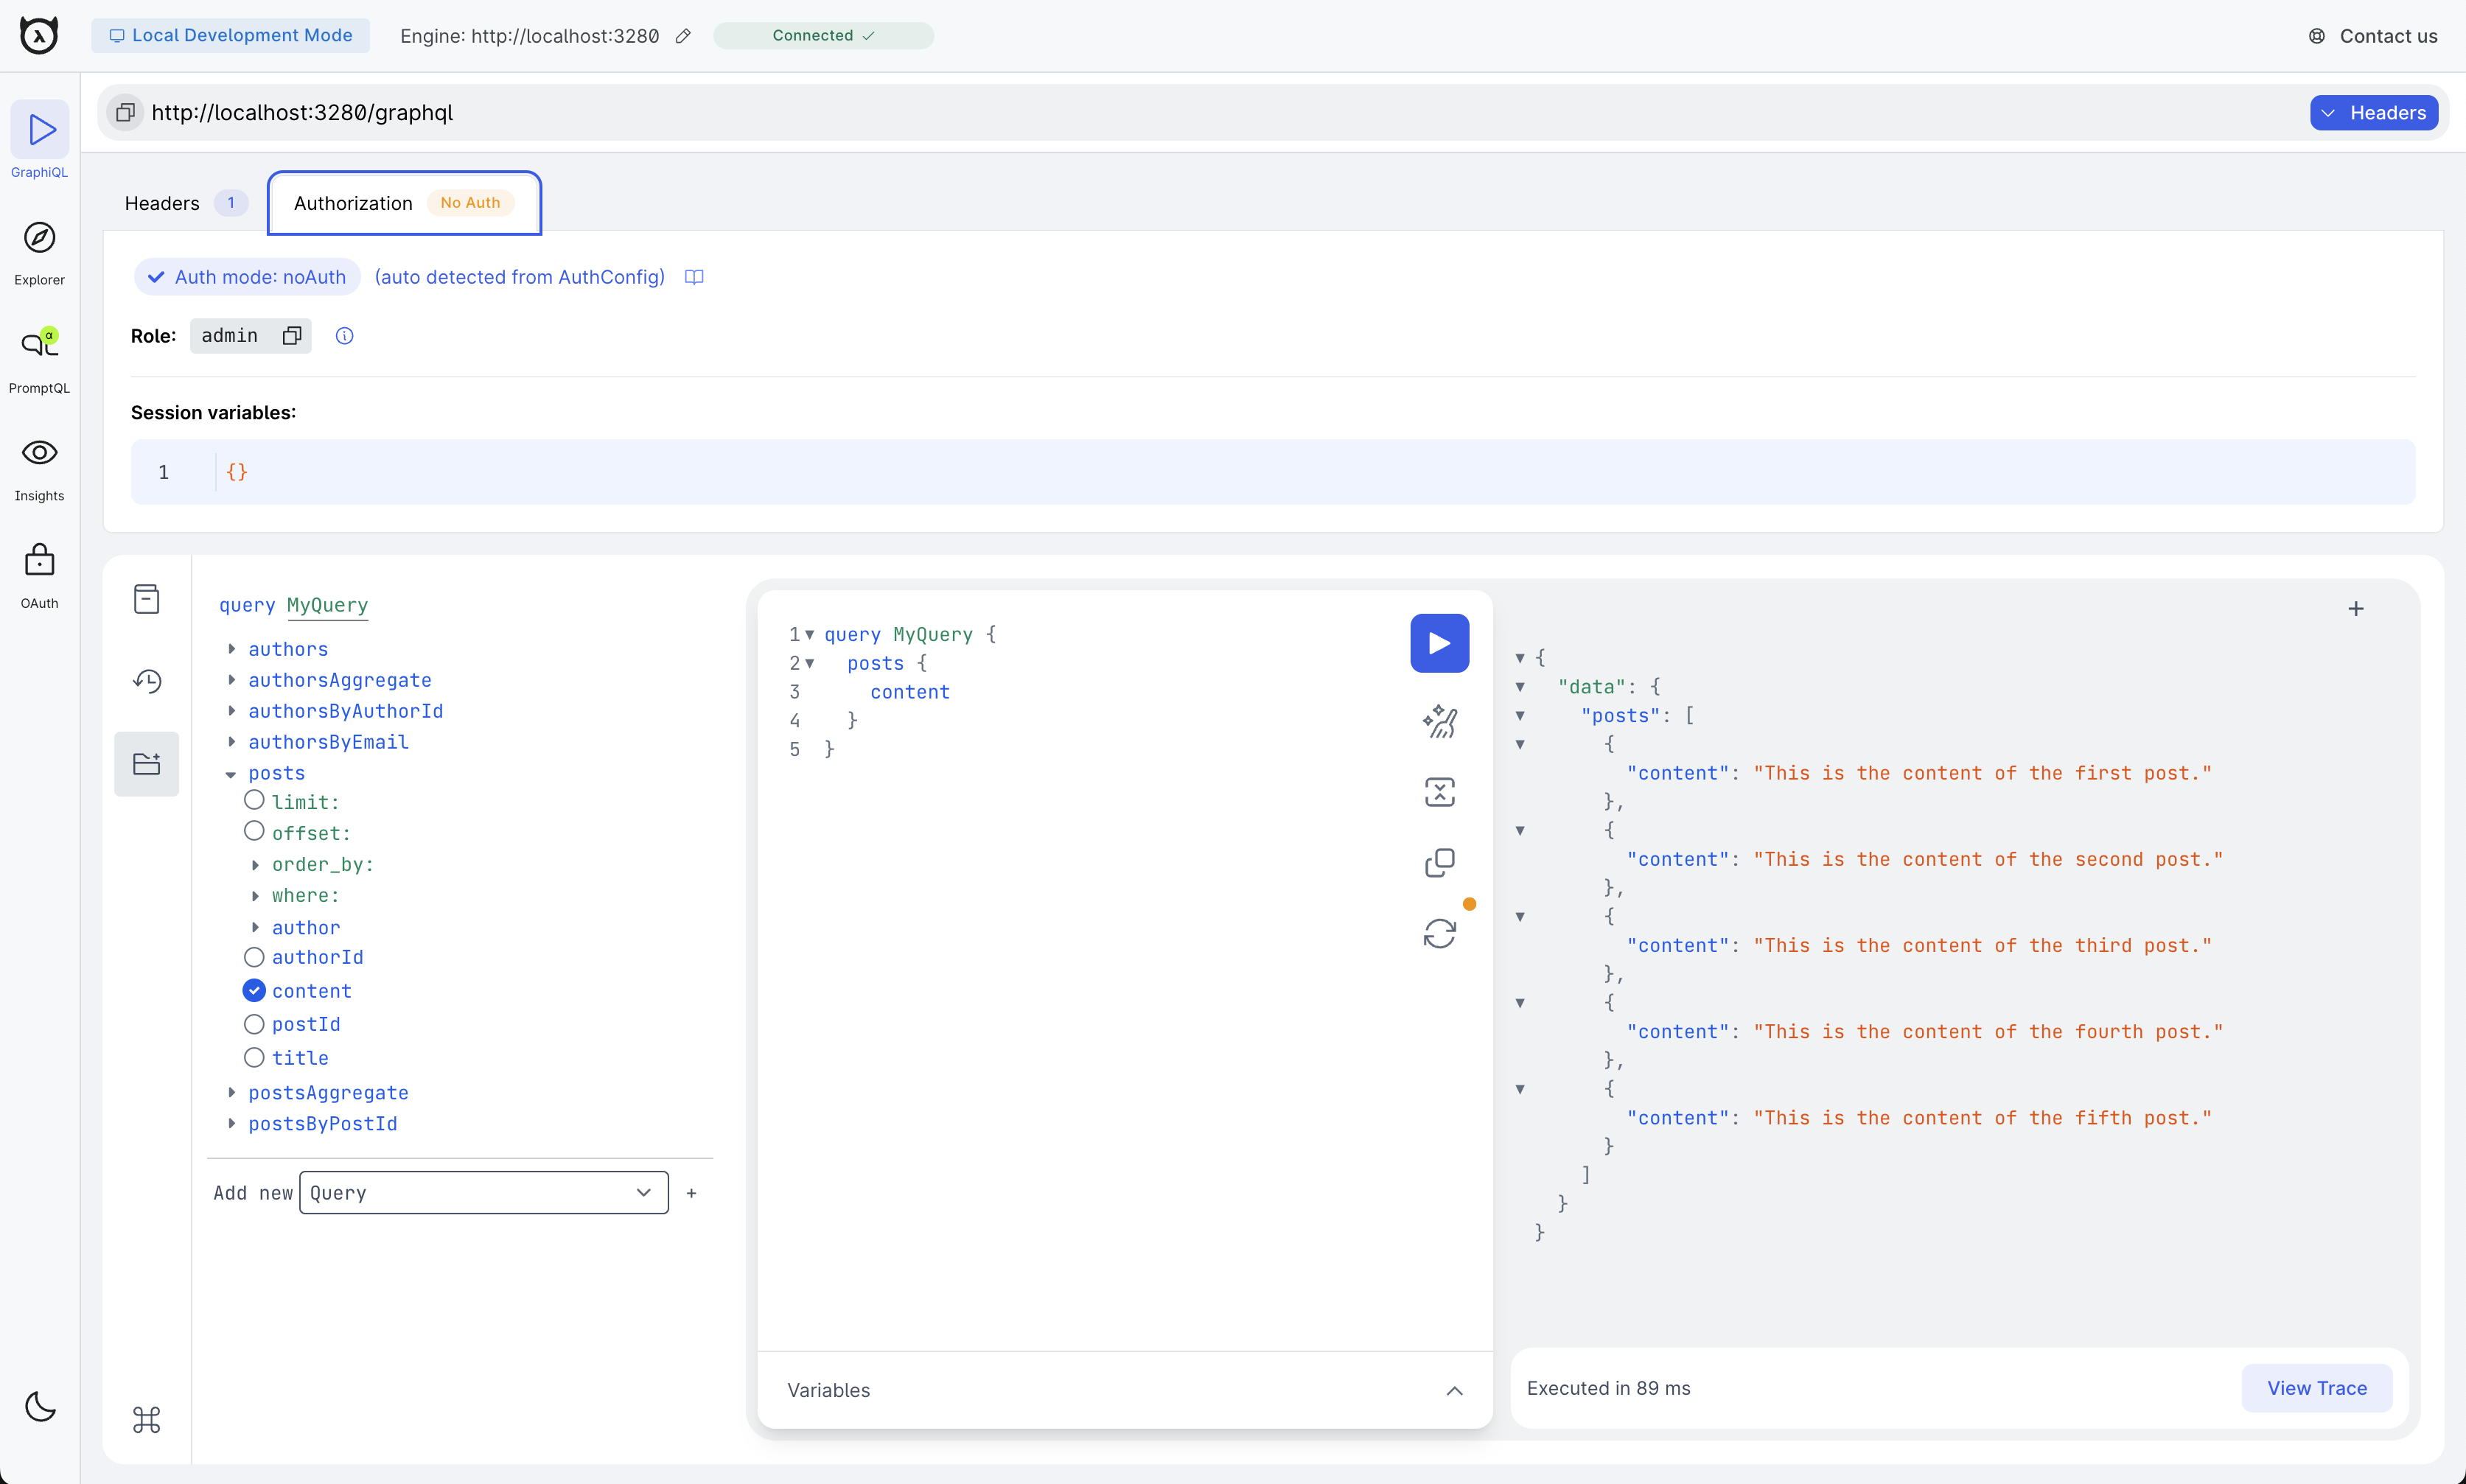 Local Development Mode
Engine: http://localhost:3280
Connected
Contact us
http://localhost:3280/graphql
Headers
GraphiQL
Explorer
α
PromptQL
Insights
OAuth
Headers 1
Authorization No Auth
Auth mode: noAuth (auto detected from AuthConfig)
Role: admin
Session variables:
1 {}
query MyQuery
authors
authorsAggregate
authorsByAuthorId
authorsByEmail
posts
limit:
offset:
order_by:
where:
author
authorId
content
postId
title
postsAggregate
postsByPostId
Add new Query +
1 query MyQuery {
2 posts {
3 content
4 }
5 }
Variables
+
{
"data": {
"posts": [
{
"content": "This is the content of the first post."
},
{
"content": "This is the content of the second post."
},
{
"content": "This is the content of the third post."
},
{
"content": "This is the content of the fourth post."
},
{
"content": "This is the content of the fifth post."
}
]
}
}
Executed in 89 ms
View Trace